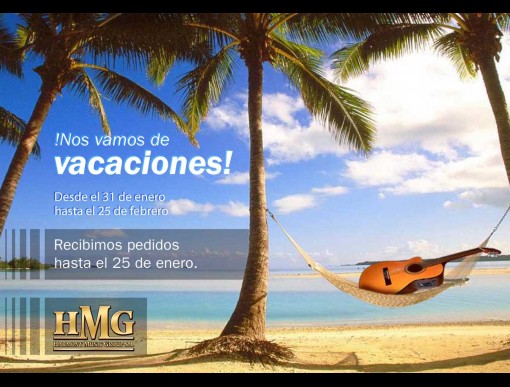 !Nos vamos de
vacaciones!
Desde el 31 de enero
hasta el 25 de febrero
Recibimos pedidos
hasta el 25 de enero.
HMG